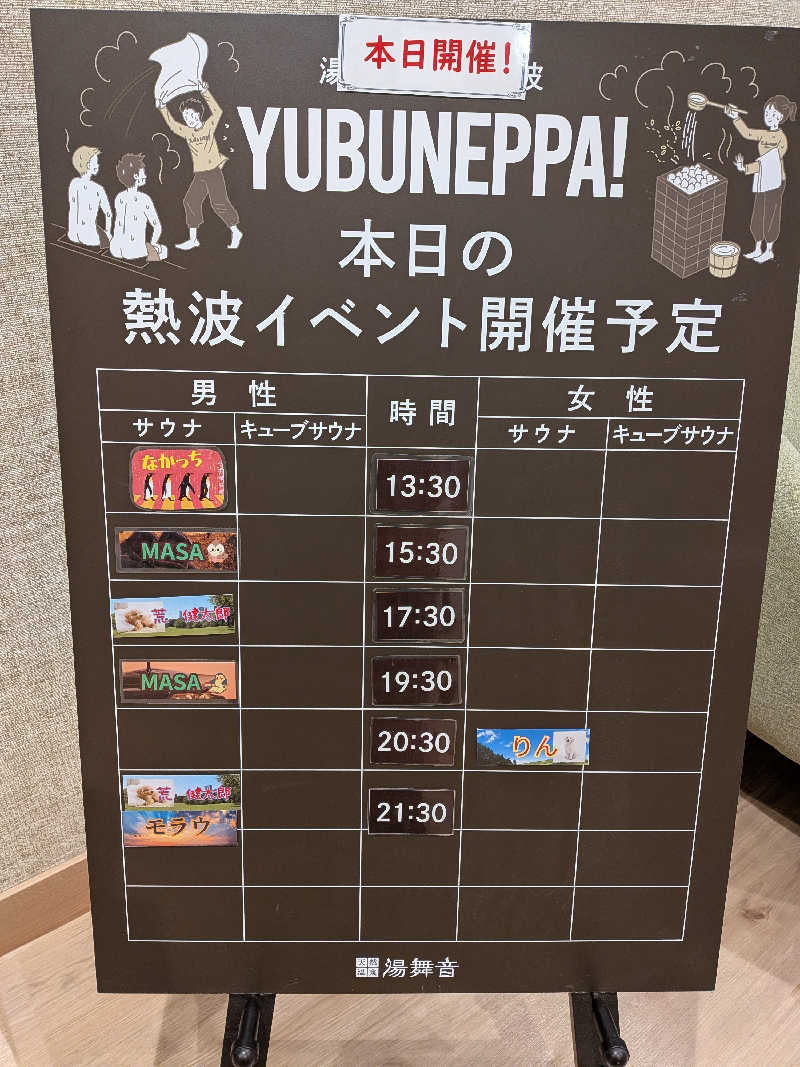 本日開催!
湯 波
YUBUNEPPA!
本日の
熱波イベント開催予定
男性 時間 女性
サウナ キューブサウナ サウナ キューブサウナ
なかっち 13:30
MASA 15:30
荒 健太郎 17:30
MASA 19:30
20:30 りん
荒 健太郎 21:30
モラウ
天然温泉 湯舞音